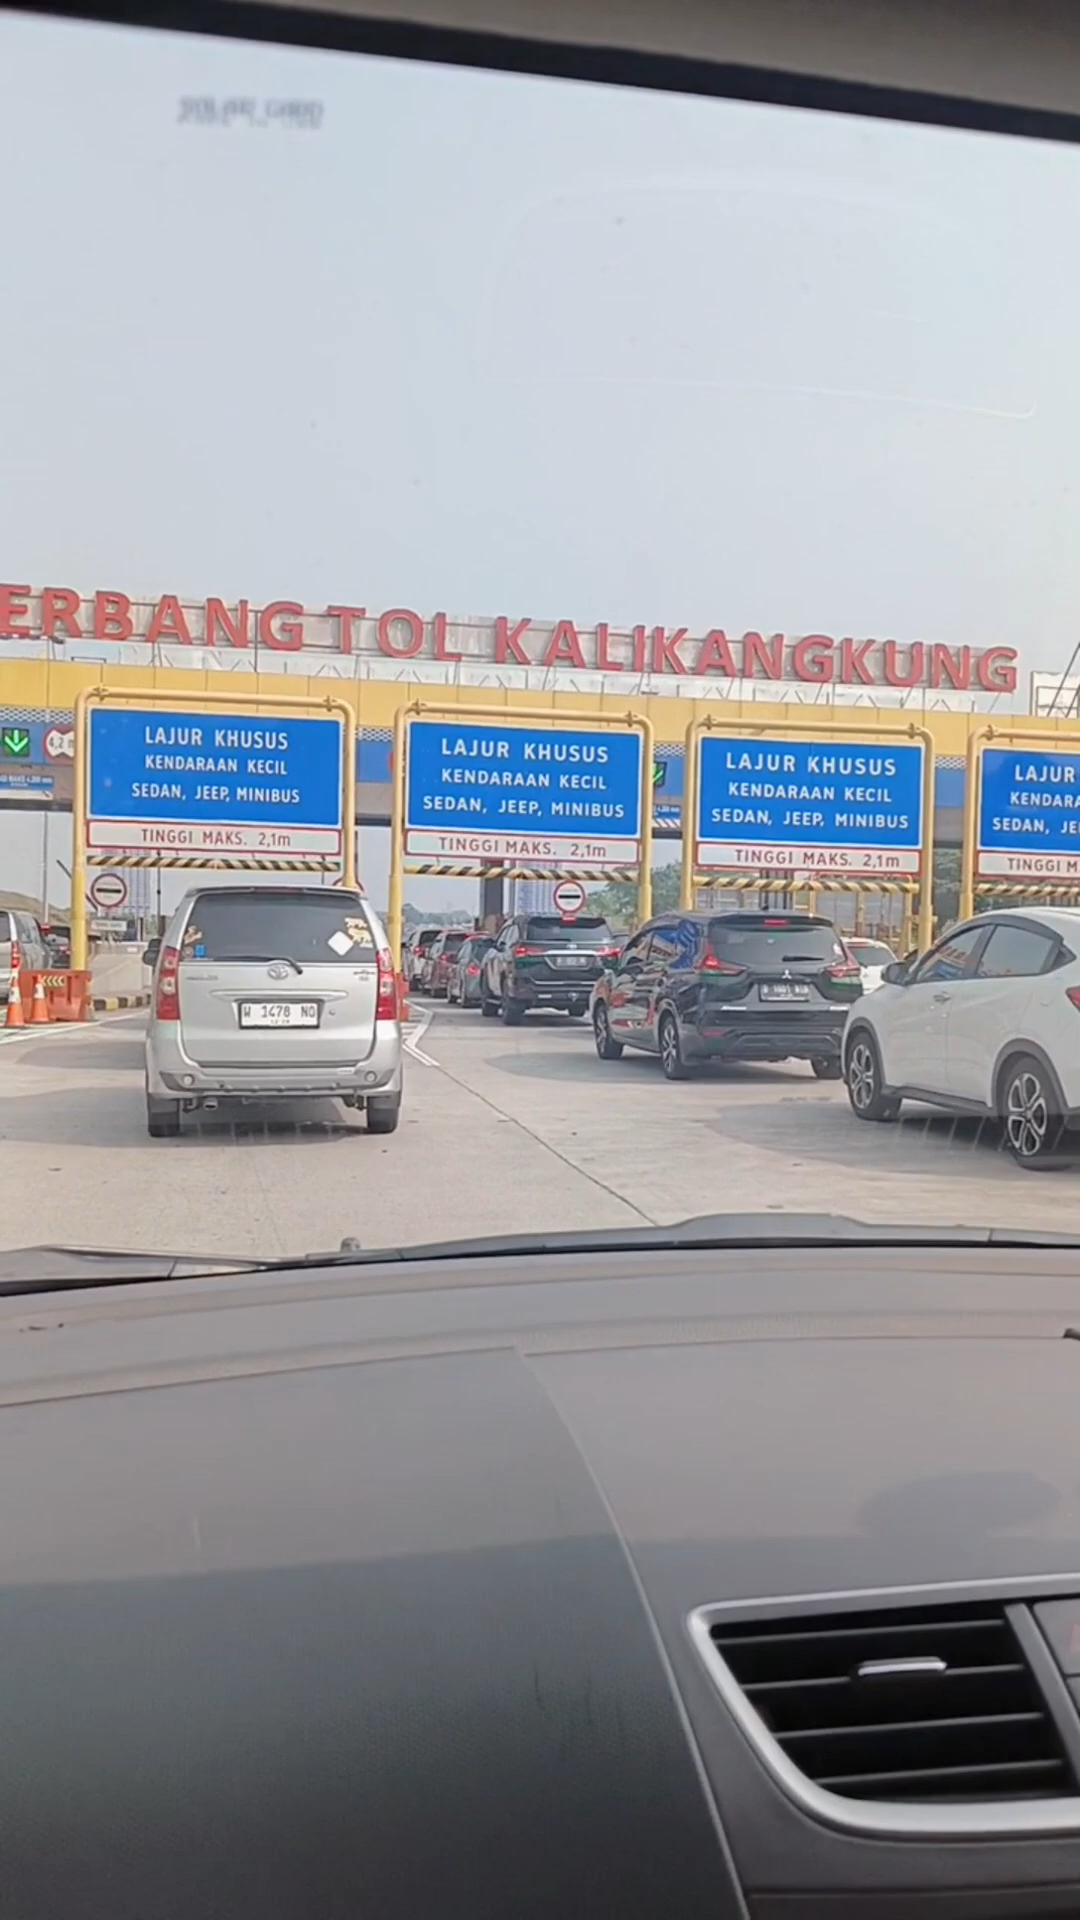 ERBANG TOL KALIKANGKUNG
LAJUR KHUSUS
KENDARAAN KECIL
SEDAN, JEEP, MINIBUS
TINGGI MAKS. 2,1m
LAJUR KHUSUS
KENDARAAN KECIL
SEDAN, JEEP, MINIBUS
TINGGI MAKS. 2,1m
LAJUR KHUSUS
KENDARAAN KECIL
SEDAN, JEEP, MINIBUS
TINGGI MAKS. 2,1m
LAJUR
KENDARA
SEDAN, JE
TINGGI M
W 1478 NO